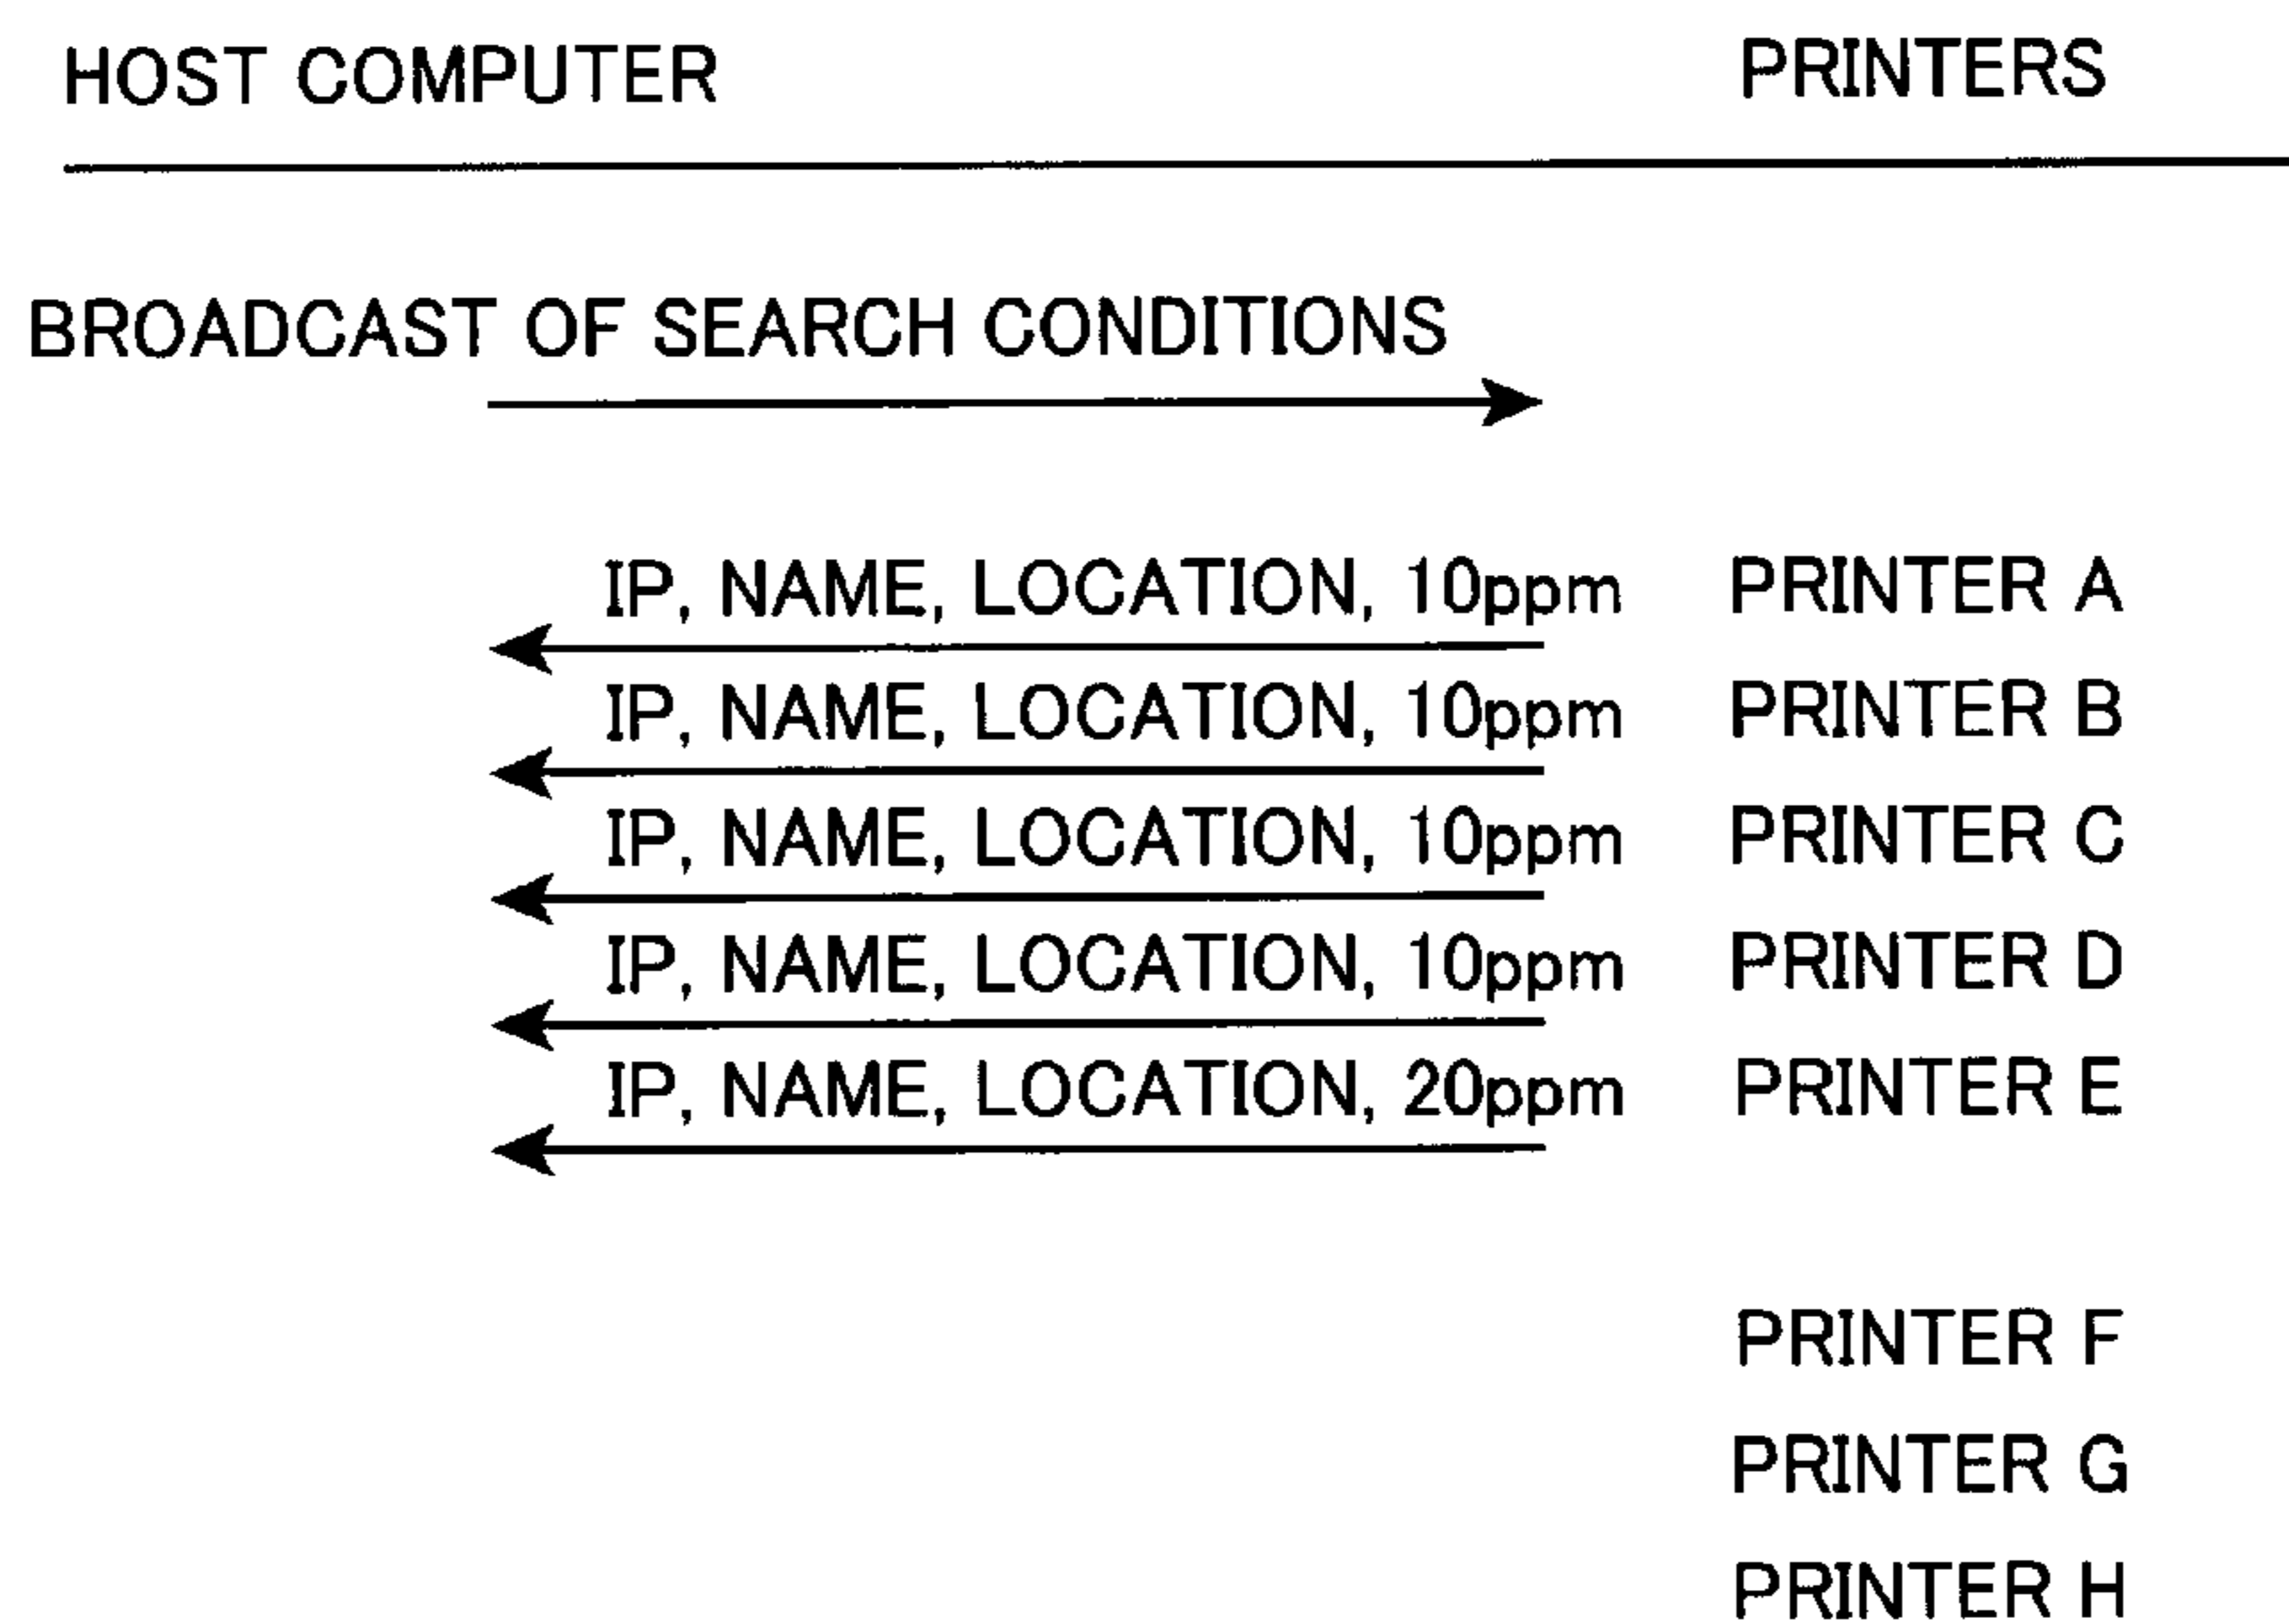 HOST COMPUTER PRINTERS
BROADCAST OF SEARCH CONDITIONS
IP, NAME, LOCATION, 10ppm PRINTER A
IP, NAME, LOCATION, 10ppm PRINTER B
IP, NAME, LOCATION, 10ppm PRINTER C
IP, NAME, LOCATION, 10ppm PRINTER D
IP, NAME, LOCATION, 20ppm PRINTER E
PRINTER F
PRINTER G
PRINTER H